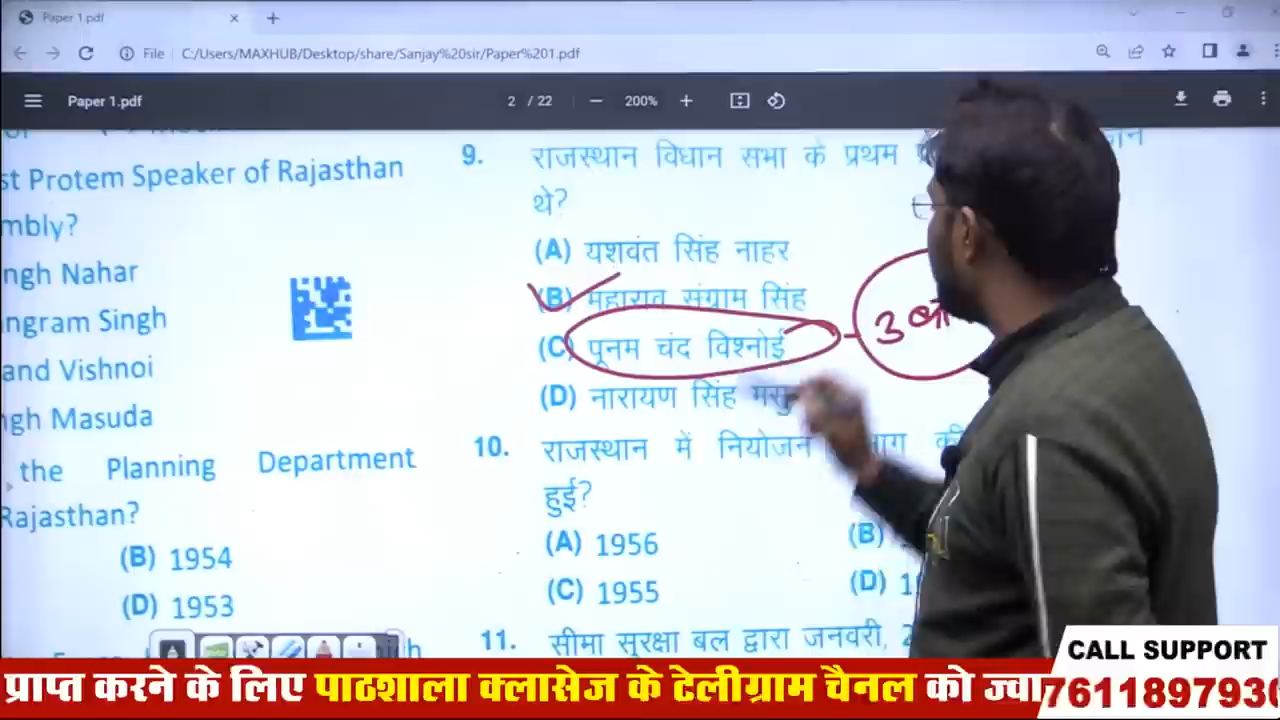 Paper 1.pdf
File C:/Users/MAXHUB/Desktop/share/Sanjay%20sir/Paper%201.pdf
Paper 1.pdf
2 / 22
200%
st Protem Speaker of Rajasthan
mbly?
ngh Nahar
ngram Singh
and Vishnoi
ngh Masuda
the Planning Department
Rajasthan?
(B) 1954
(D) 1953
9. राजस्थान विधान सभा के प्रथम
थे?
(A) यशवंत सिंह नाहर
(B) महाराव संग्राम सिंह
(C) पूनम चंद विश्नोई
3
(D) नारायण सिंह
10. राजस्थान में नियोजन
हुई?
(A) 1956
(B)
(C) 1955
(D)
11. सीमा सुरक्षा बल द्वारा जनवरी,
CALL SUPPORT
प्राप्त करने के लिए पाठशाला क्लासेज के टेलीग्राम चैनल को ज्वा